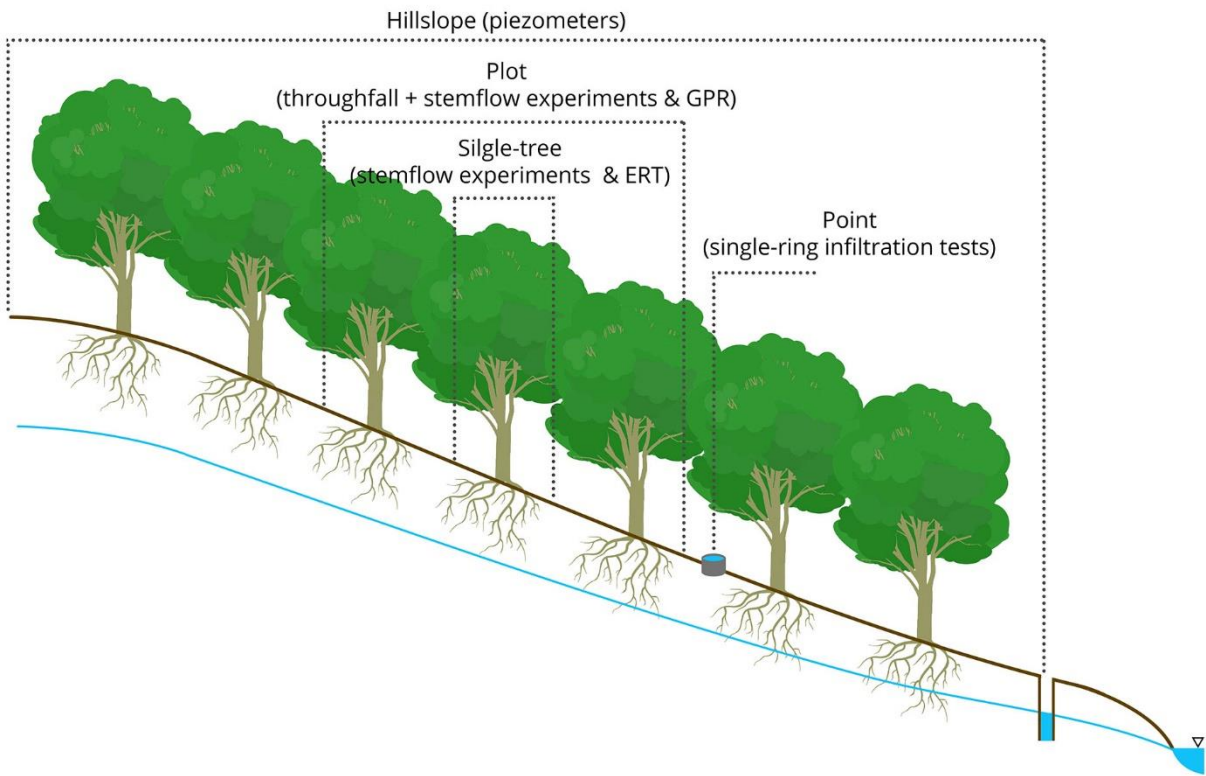 Hillslope (piezometers)
Plot
(throughfall + stemflow experiments & GPR)
Silgle-tree
(stemflow experiments & ERT)
Point
(single-ring infiltration tests)